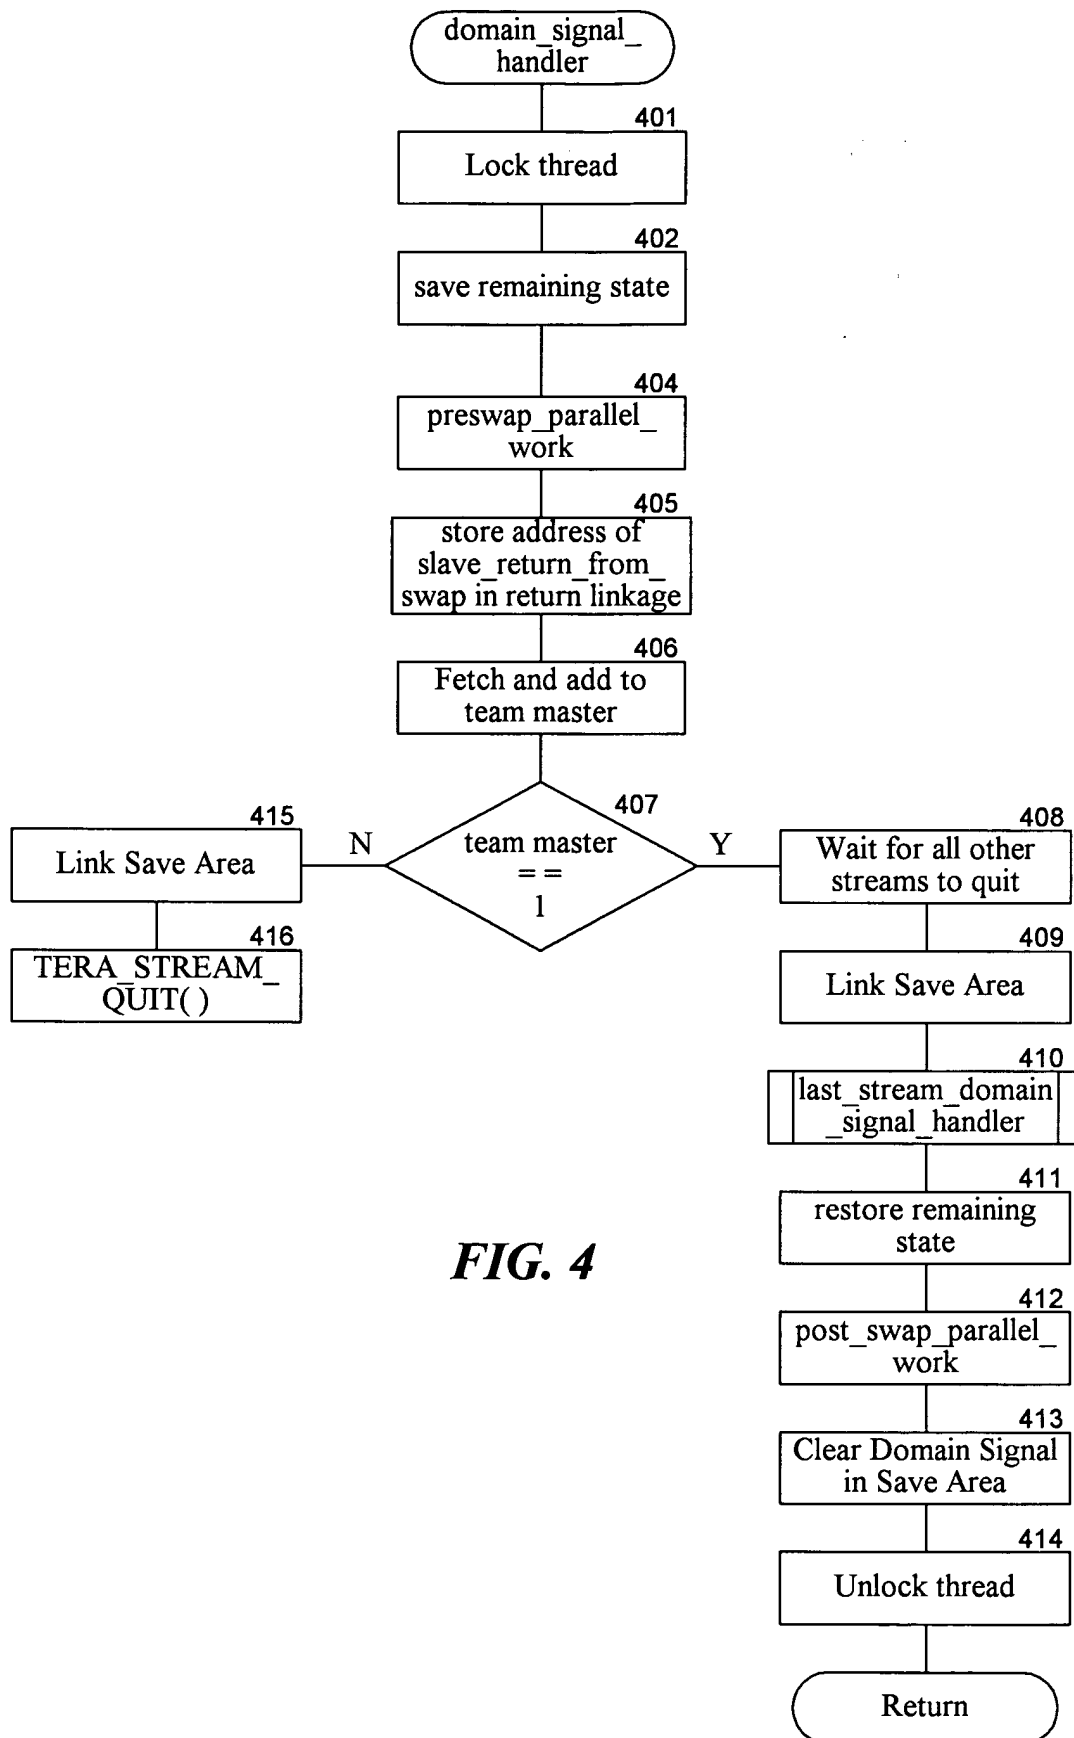 domain_signal_
handler
401
Lock thread
402
save remaining state
404
preswap_parallel_
work
405
store address of
slave_return_from_
swap in return linkage
406
Fetch and add to
team master
407
team master
= =
1
N
Y
415
Link Save Area
416
TERA_STREAM_
QUIT( )
408
Wait for all other
streams to quit
409
Link Save Area
410
last_stream_domain
_signal_handler
411
restore remaining
state
412
post_swap_parallel_
work
413
Clear Domain Signal
in Save Area
414
Unlock thread
Return
FIG. 4